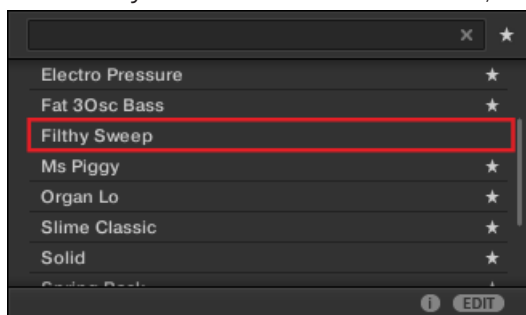 Electro Pressure
Fat 3Osc Bass
Filthy Sweep
Ms Piggy
Organ Lo
Slime Classic
Solid
EDIT